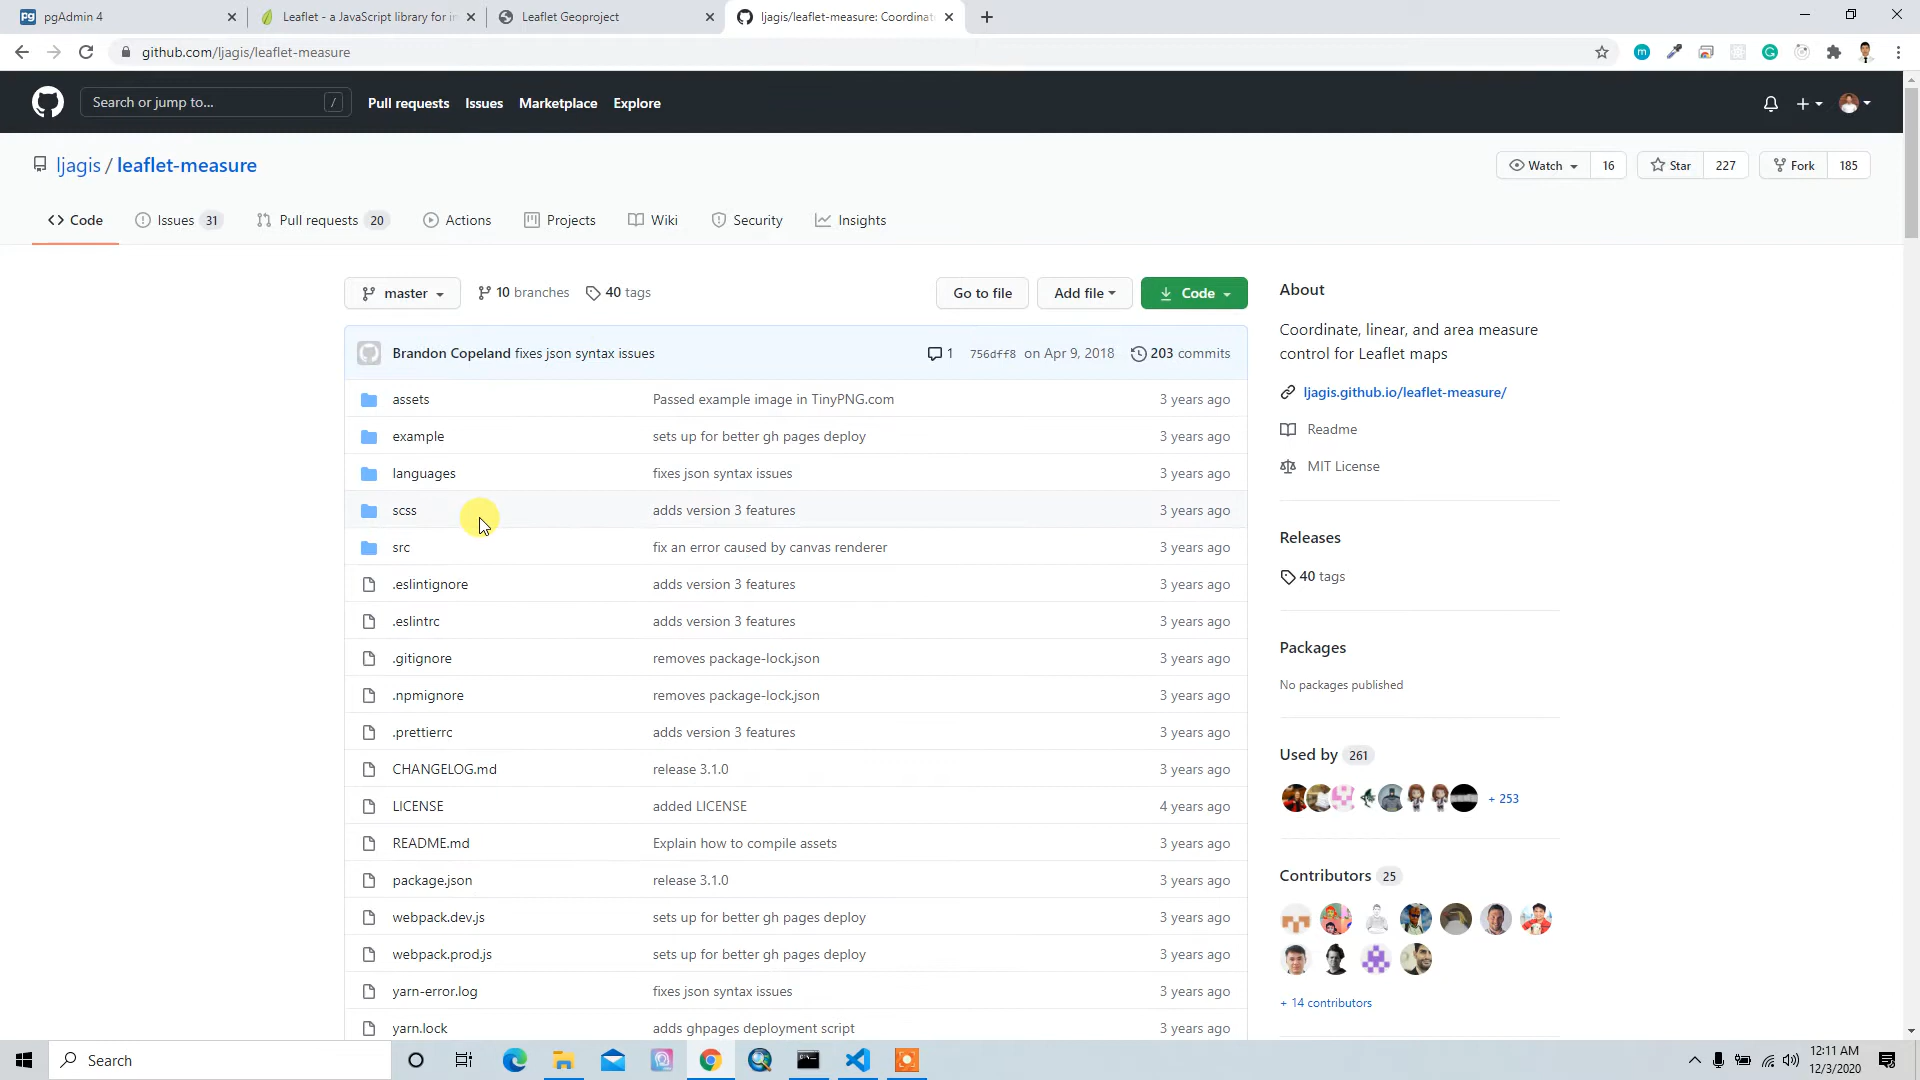 pgAdmin 4
Leaflet - a JavaScript library for in
Leaflet Geoproject
ljagis/leaflet-measure: Coordinat
github.com/ljagis/leaflet-measure
Search or jump to...
/
Pull requests
Issues
Marketplace
Explore
ljagis / leaflet-measure
Watch 16
Star 227
Fork 185
Code
Issues 31
Pull requests 20
Actions
Projects
Wiki
Security
Insights
master
10 branches
40 tags
Go to file
Add file
Code
Brandon Copeland fixes json syntax issues
1
756dff8 on Apr 9, 2018
203 commits
assets Passed example image in TinyPNG.com 3 years ago
example sets up for better gh pages deploy 3 years ago
languages fixes json syntax issues 3 years ago
scss adds version 3 features 3 years ago
src fix an error caused by canvas renderer 3 years ago
.eslintignore adds version 3 features 3 years ago
.eslintrc adds version 3 features 3 years ago
.gitignore removes package-lock.json 3 years ago
.npmignore removes package-lock.json 3 years ago
.prettierrc adds version 3 features 3 years ago
CHANGELOG.md release 3.1.0 3 years ago
LICENSE added LICENSE 4 years ago
README.md Explain how to compile assets 3 years ago
package.json release 3.1.0 3 years ago
webpack.dev.js sets up for better gh pages deploy 3 years ago
webpack.prod.js sets up for better gh pages deploy 3 years ago
yarn-error.log fixes json syntax issues 3 years ago
yarn.lock adds ghpages deployment script 3 years ago
About
Coordinate, linear, and area measure
control for Leaflet maps
ljagis.github.io/leaflet-measure/
Readme
MIT License
Releases
40 tags
Packages
No packages published
Used by 261
+ 253
Contributors 25
+ 14 contributors
Search
12:11 AM
12/3/2020